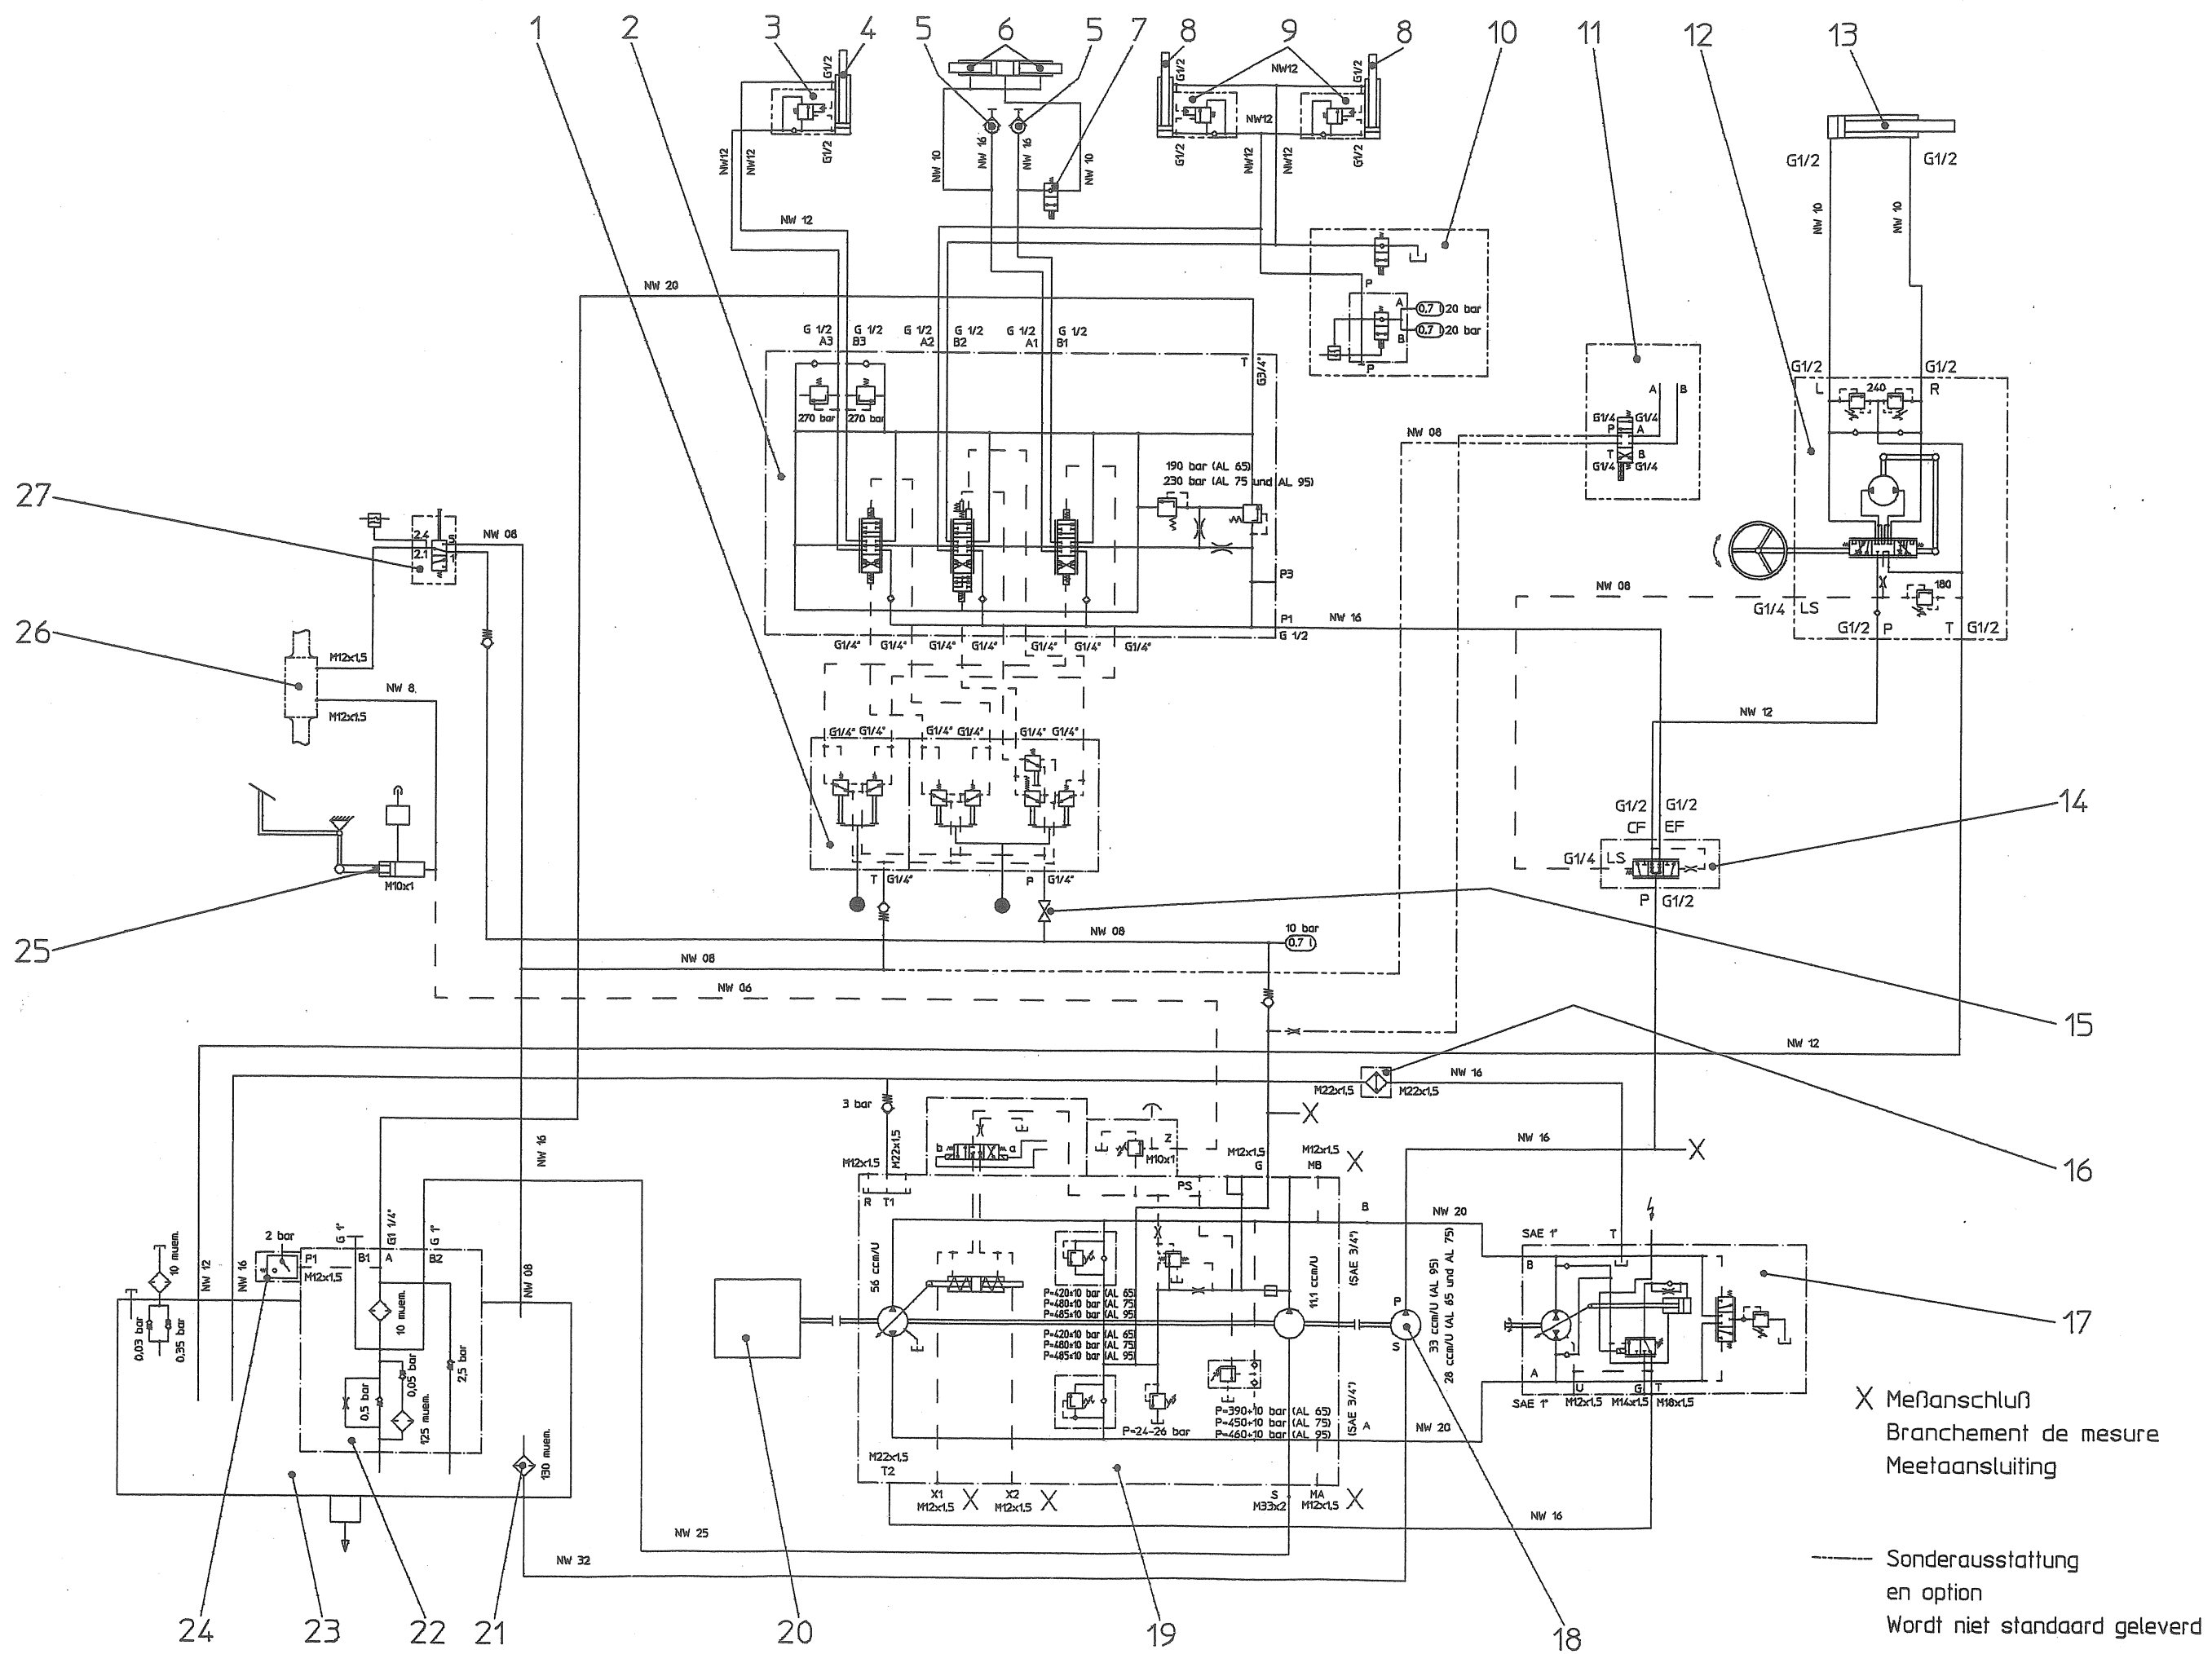 1
2
3
4
5
6
5
7
8
9
8
10
11
12
13
G1/2
G1/2
NW12
NW12
NW 12
NW 10
NW 16
NW 16
NW 10
G1/2
NW12
G1/2
G1/2
NW12
G1/2
NW12
NW12
G1/2
G1/2
NW 10
NW 10
NW 20
P
A
0,7 l
20 bar
B
0,7 l
20 bar
P
G 1/2
A3
G 1/2
B3
G 1/2
A2
G 1/2
B2
G 1/2
A1
G 1/2
B1
T
G3/4"
270 bar
270 bar
190 bar (AL 65)
230 bar (AL 75 und AL 95)
P3
P1
G 1/2
NW 16
G1/4"
G1/4"
G1/4"
G1/4"
G1/4"
G1/4"
A
B
G1/4
G1/4
P
A
T
B
G1/4
G1/4
NW 08
G1/2
G1/2
L
240
R
180
NW 08
G1/4
LS
G1/2
P
T
G1/2
NW 12
27
2.4
2.1
1
NW 08
26
M12x1,5
NW 8
M12x1,5
25
M10x1
G1/4"
G1/4"
G1/4"
G1/4"
G1/4"
G1/4"
T
G1/4"
P
G1/4"
G1/2
G1/2
CF
EF
G1/4
LS
P
G1/2
14
15
16
17
NW 08
10 bar
0,7 l
NW 08
NW 06
NW 12
NW 16
M22x1,5
M22x1,5
3 bar
M22x1,5
M12x1,5
R
T1
b
a
Z
M10x1
PS
M12x1,5
G
M12x1,5
MB
NW 16
NW 16
2 bar
P1
M12x1,5
G 1"
B1
G1 1/4"
A
G 1"
B2
10 muem.
NW 12
NW 16
0,03 bar
0,35 bar
10 muem.
0,5 bar
0,05 bar
125 muem.
2,5 bar
NW 08
130 muem.
56 ccm/U
P=420±10 bar (AL 65)
P=480±10 bar (AL 75)
P=485±10 bar (AL 95)
P=420±10 bar (AL 65)
P=480±10 bar (AL 75)
P=485±10 bar (AL 95)
11,1 ccm/U
B
(SAE 3/4")
NW 20
P
S
33 ccm/U (AL 95)
28 ccm/U (AL 65 und AL 75)
P=24-26 bar
P=390+10 bar (AL 65)
P=450+10 bar (AL 75)
P=460+10 bar (AL 95)
(SAE 3/4")
A
NW 20
M22x1,5
T2
X1
M12x1,5
X2
M12x1,5
S
M33x2
MA
M12x1,5
SAE 1"
T
B
A
SAE 1"
U
M12x1,5
G
M14x1,5
T
M18x1,5
NW 16
NW 25
NW 32
24
23
22
21
20
19
18
X Meßanschluß
Branchement de mesure
Meetaansluiting
Sonderausstattung
en option
Wordt niet standaard geleverd